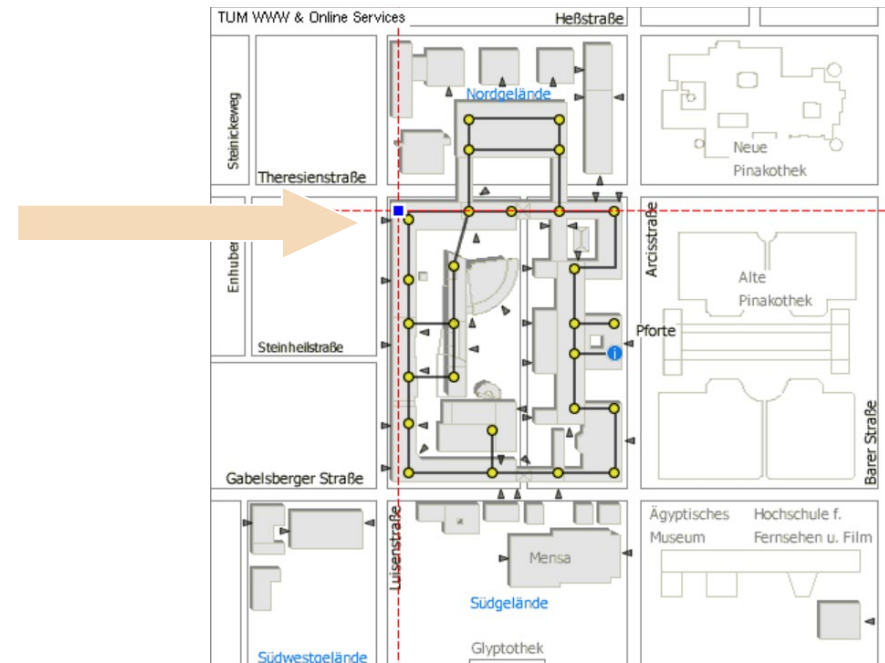 TUM WWW & Online Services
Heßstraße
Steinickeweg
Nordgelände
Neue
Pinakothek
Theresienstraße
Arcisstraße
Enhuber
Alte
Pinakothek
Pforte
i
Steinheilstraße
Barer Straße
Gabelsberger Straße
Luisenstraße
Ägyptisches
Museum
Hochschule f.
Fernsehen u. Film
Mensa
Südgelände
Glyptothek
Südwestgelände